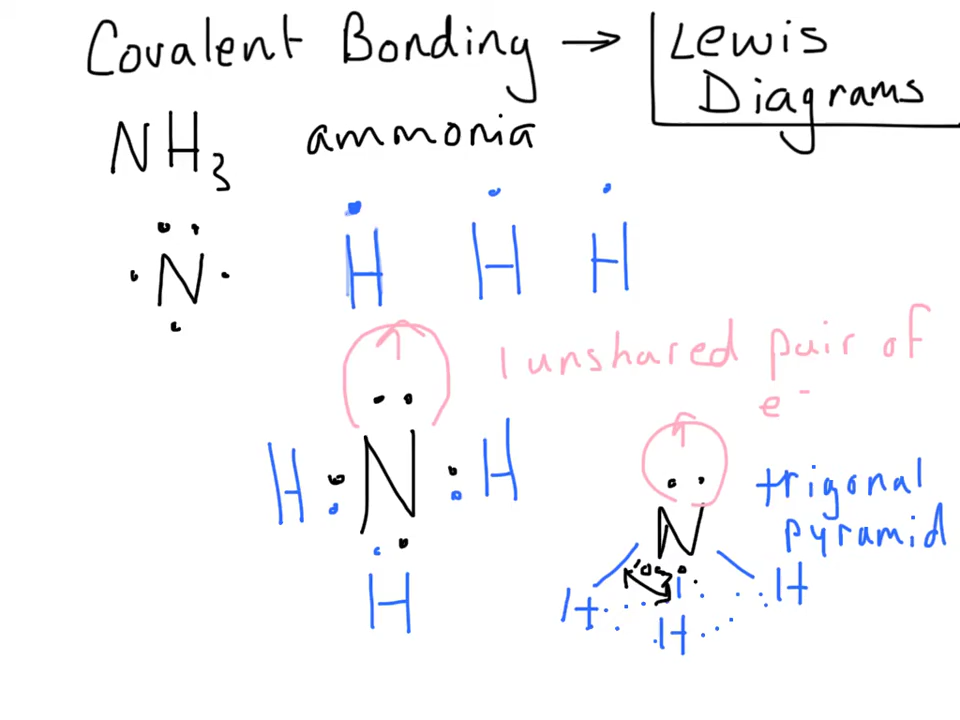 Covalent Bonding → Lewis
Diagrams
NH₃ ammonia
N H H H
1 unshared pair of
e⁻
H N H
H
trigonal
pyramid
N
H H
H